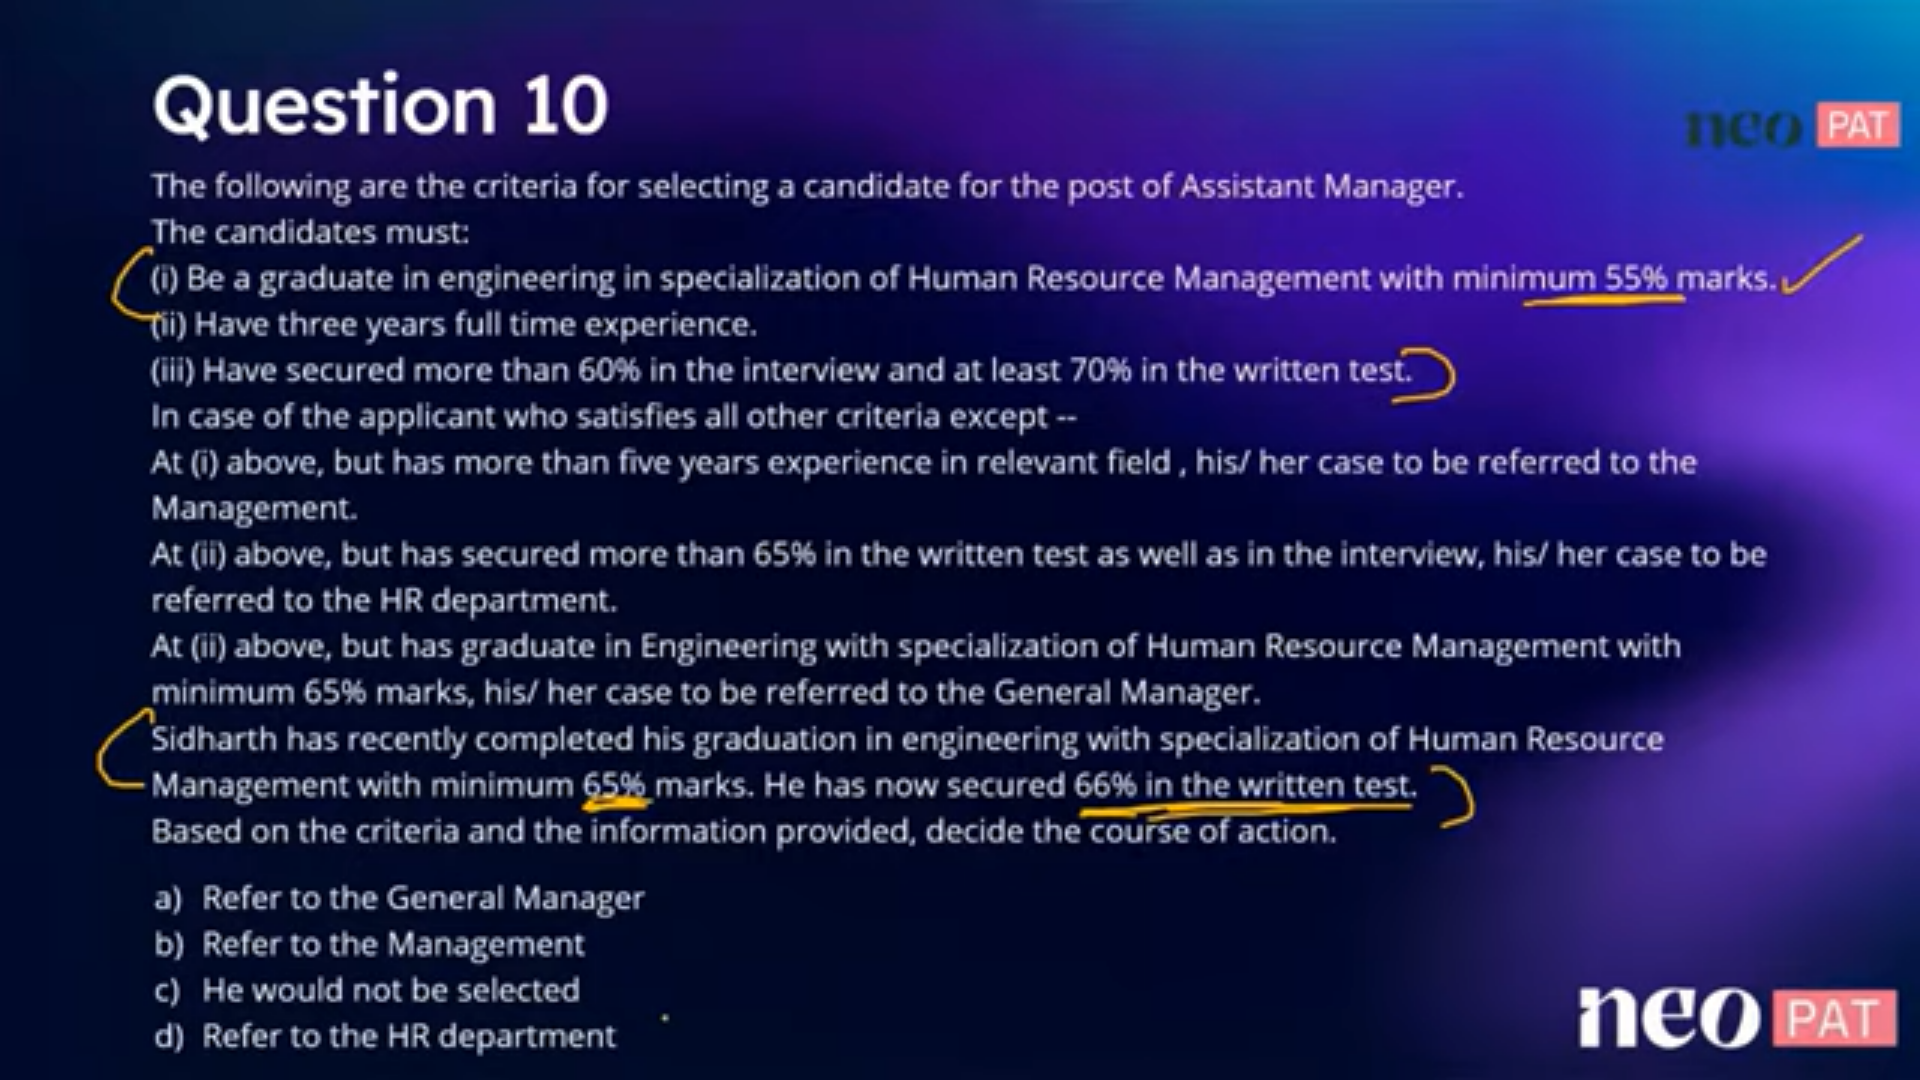 Question 10
neo PAT
The following are the criteria for selecting a candidate for the post of Assistant Manager.
The candidates must:
(i) Be a graduate in engineering in specialization of Human Resource Management with minimum 55% marks.
(ii) Have three years full time experience.
(iii) Have secured more than 60% in the interview and at least 70% in the written test.
In case of the applicant who satisfies all other criteria except --
At (i) above, but has more than five years experience in relevant field , his/ her case to be referred to the
Management.
At (ii) above, but has secured more than 65% in the written test as well as in the interview, his/ her case to be
referred to the HR department.
At (ii) above, but has graduate in Engineering with specialization of Human Resource Management with
minimum 65% marks, his/ her case to be referred to the General Manager.
Sidharth has recently completed his graduation in engineering with specialization of Human Resource
Management with minimum 65% marks. He has now secured 66% in the written test.
Based on the criteria and the information provided, decide the course of action.
a) Refer to the General Manager
b) Refer to the Management
c) He would not be selected
d) Refer to the HR department
neo PAT